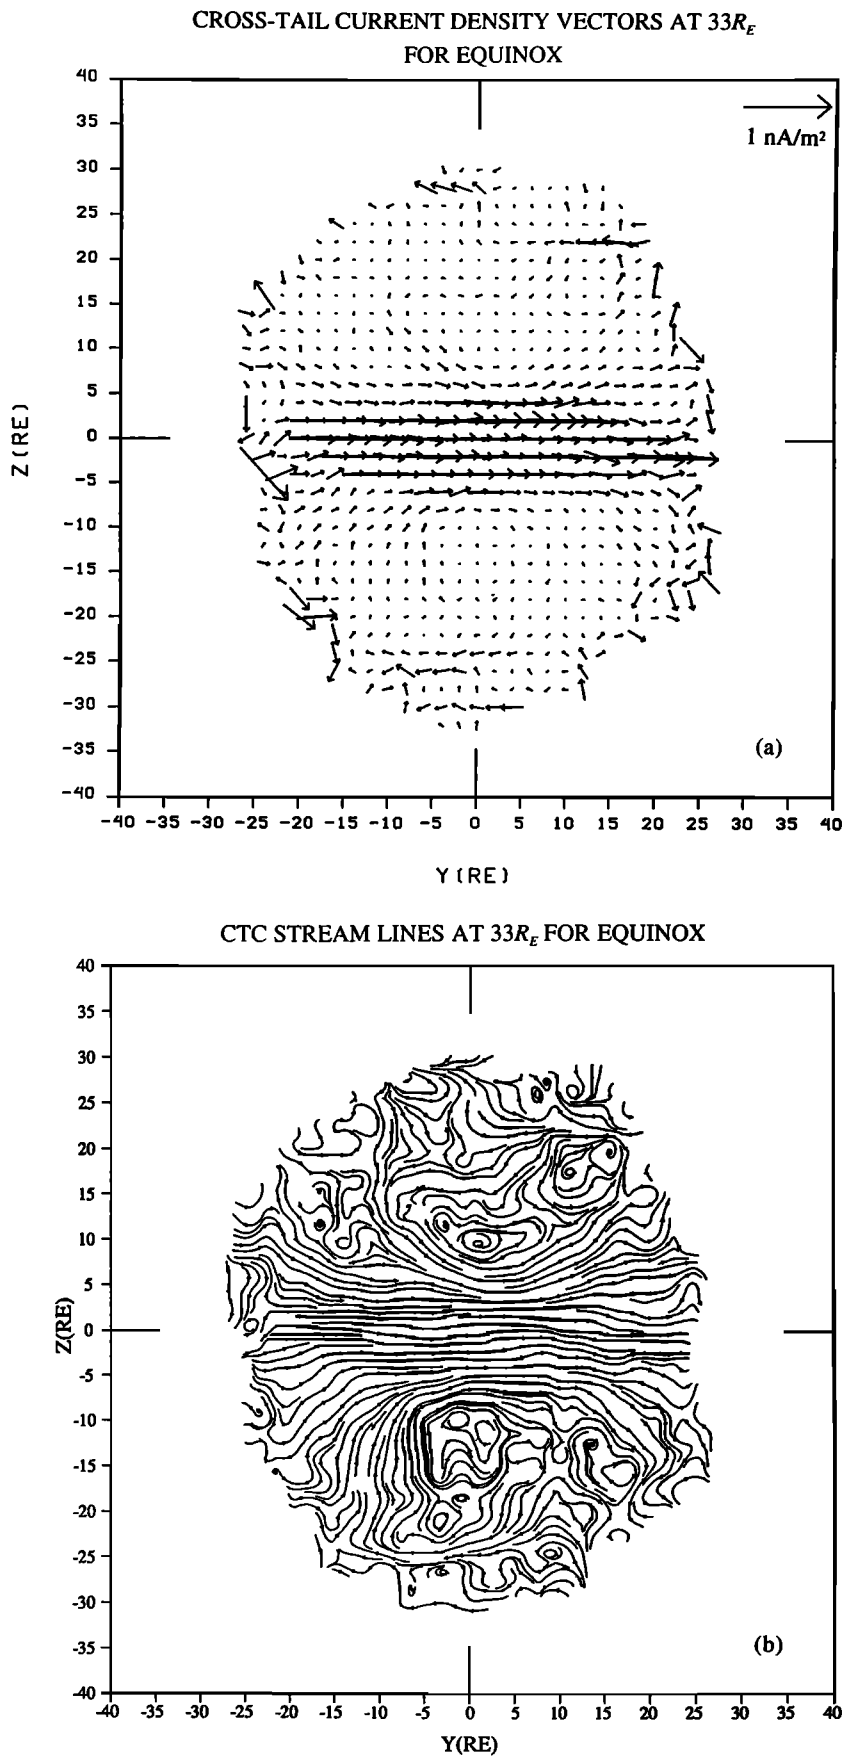 CROSS-TAIL CURRENT DENSITY VECTORS AT 33R_E
FOR EQUINOX
40
35
30
25
20
15
10
5
0
-5
-10
-15
-20
-25
-30
-35
-40
Z(RE)
1 nA/m²
(a)
-40 -35 -30 -25 -20 -15 -10 -5 0 5 10 15 20 25 30 35 40
Y(RE)
CTC STREAM LINES AT 33R_E FOR EQUINOX
40
35
30
25
20
15
10
5
0
-5
-10
-15
-20
-25
-30
-35
-40
Z(RE)
(b)
-40 -35 -30 -25 -20 -15 -10 -5 0 5 10 15 20 25 30 35 40
Y(RE)